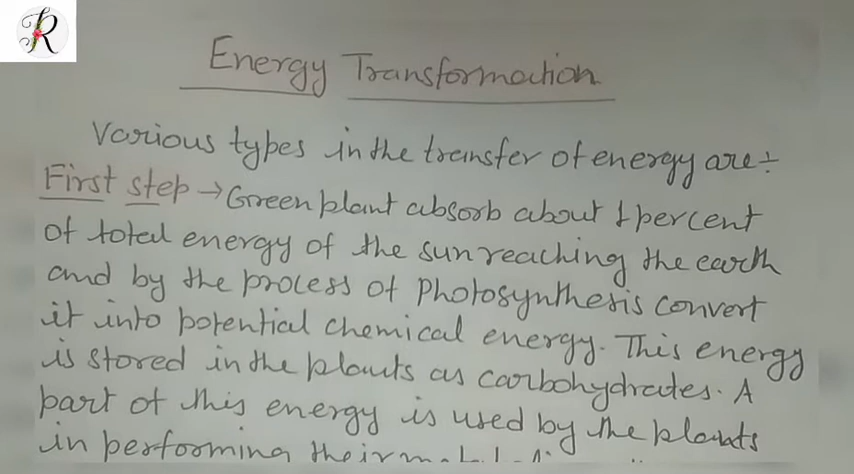 R
Energy Transformation
Various types in the transfer of energy are ÷
First step → Green plant absorb about 1 percent
of total energy of the sun reaching the earth
and by the process of Photosynthesis convert
it into potential chemical energy. This energy
is stored in the plants as carbohydrates. A
part of this energy is used by the plants
in performing their